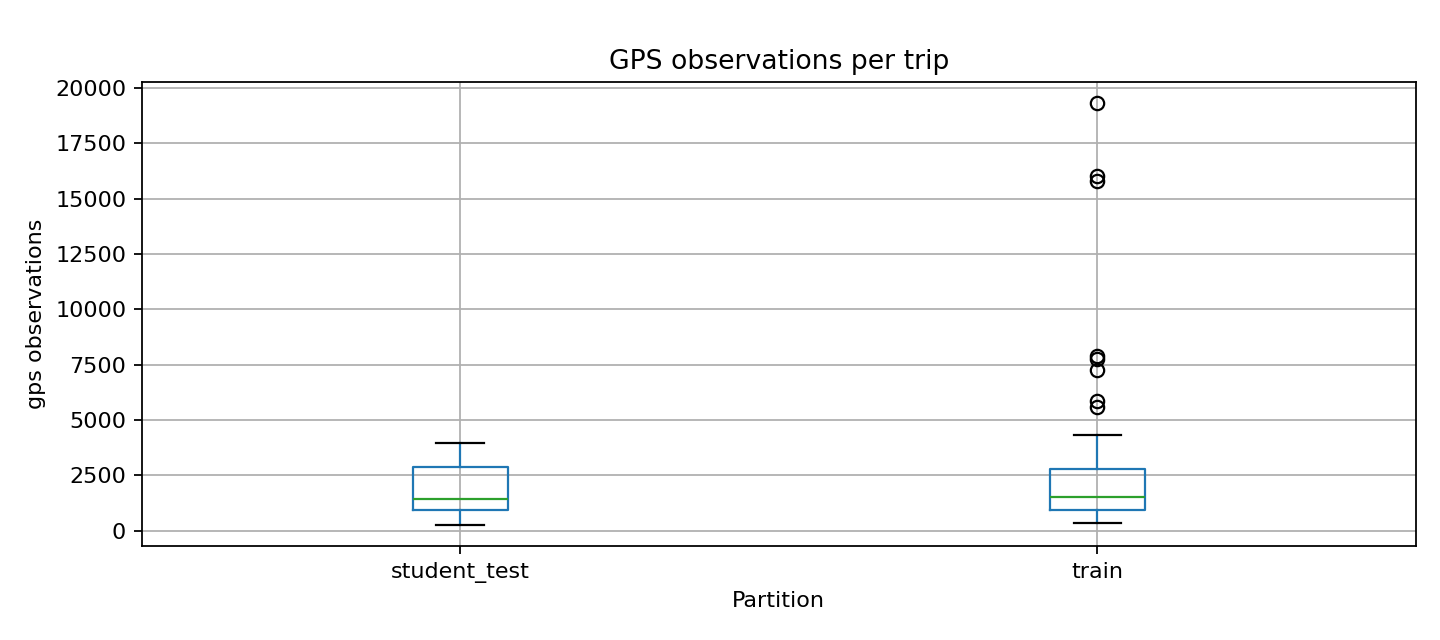 GPS observations per trip
20000
17500
15000
12500
10000
7500
5000
2500
0
gps observations
student_test
train
Partition